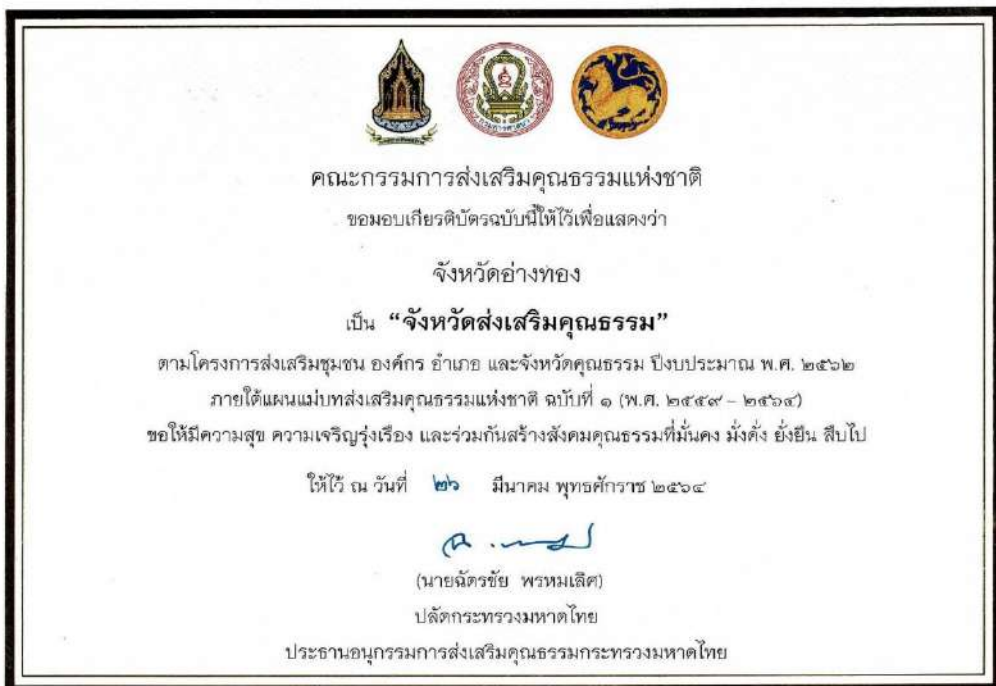 คณะกรรมการส่งเสริมคุณธรรมแห่งชาติ
ขอมอบเกียรติบัตรฉบับนี้ให้ไว้เพื่อแสดงว่า
จังหวัดอ่างทอง
เป็น “จังหวัดส่งเสริมคุณธรรม”
ตามโครงการส่งเสริมชุมชน องค์กร อำเภอ และจังหวัดคุณธรรม ปีงบประมาณ พ.ศ. ๒๕๖๒
ภายใต้แผนแม่บทส่งเสริมคุณธรรมแห่งชาติ ฉบับที่ ๑ (พ.ศ. ๒๕๕๙ - ๒๕๖๔)
ขอให้มีความสุข ความเจริญรุ่งเรือง และร่วมกันสร้างสังคมคุณธรรมที่มั่นคง มั่งคั่ง ยั่งยืน สืบไป
ให้ไว้ ณ วันที่ ๒๖ มีนาคม พุทธศักราช ๒๕๖๔
(นายฉัตรชัย พรหมเลิศ)
ปลัดกระทรวงมหาดไทย
ประธานอนุกรรมการส่งเสริมคุณธรรมกระทรวงมหาดไทย